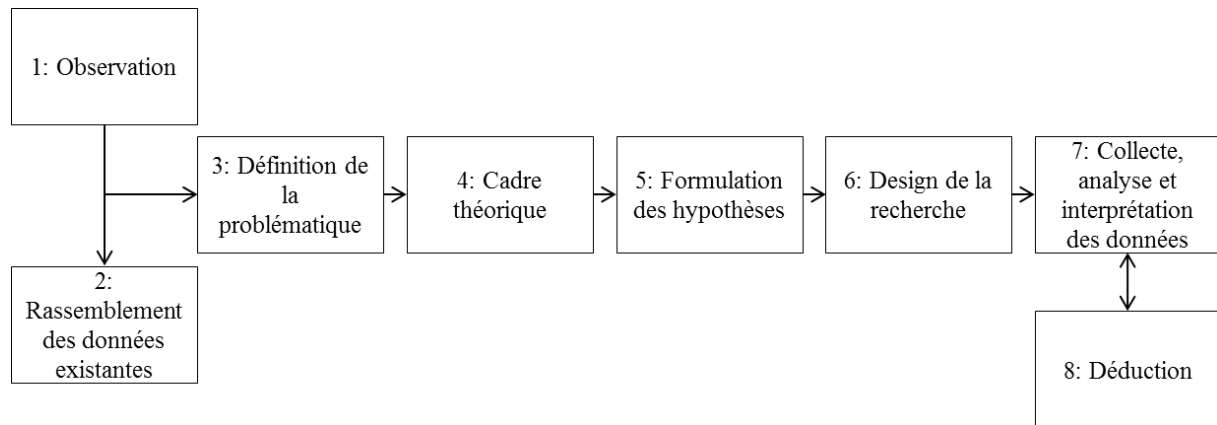 1: Observation
2:
Rassemblement
des données
existantes
3: Définition de
la
problématique
4: Cadre
théorique
5: Formulation
des hypothèses
6: Design de la
recherche
7: Collecte,
analyse et
interprétation
des données
8: Déduction